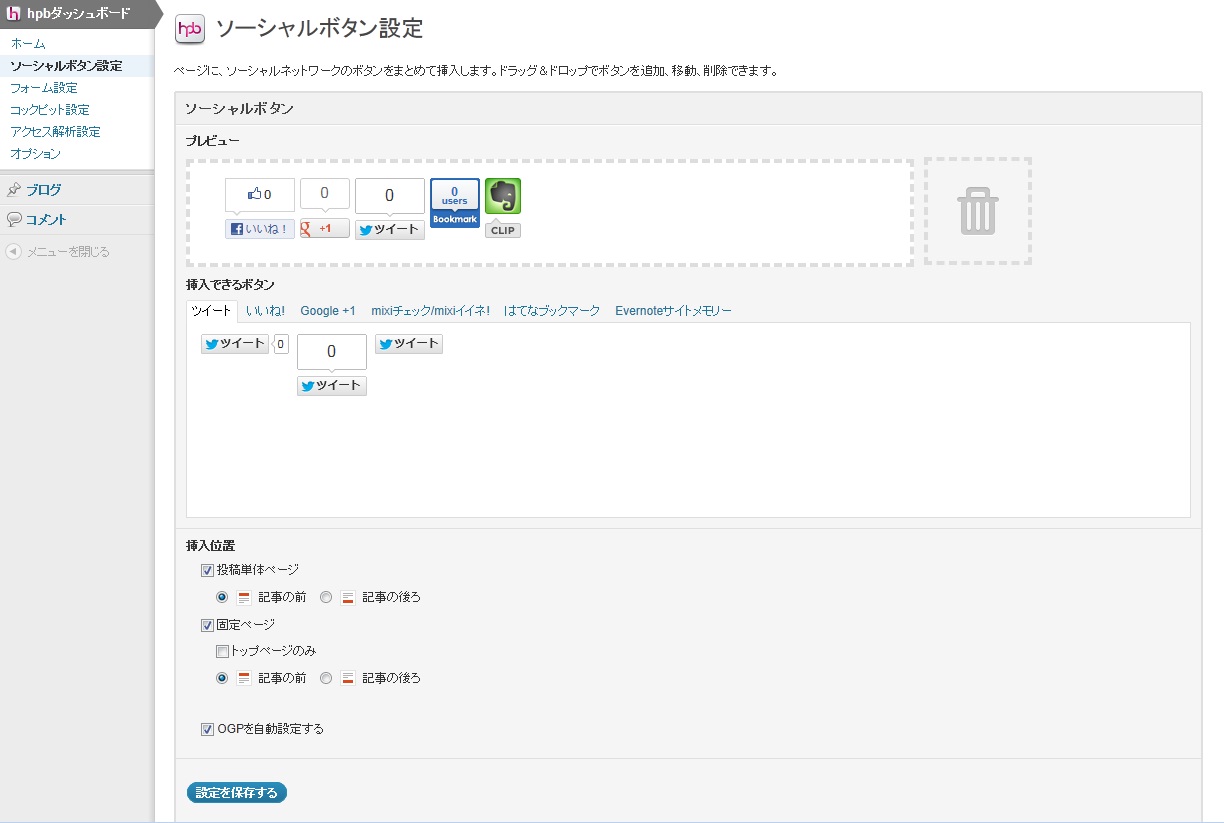 hpbダッシュボード
ホーム
ソーシャルボタン設定
フォーム設定
コックピット設定
アクセス解析設定
オプション
ブログ
コメント
メニューを閉じる
hpb ソーシャルボタン設定
ページに、ソーシャルネットワークのボタンをまとめて挿入します。ドラッグ＆ドロップでボタンを追加、移動、削除できます。
ソーシャルボタン
プレビュー
0 0 0 0 users
いいね！ +1 ツイート Bookmark CLIP
挿入できるボタン
ツイート いいね! Google +1 mixiチェック/mixiイイネ! はてなブックマーク Evernoteサイトメモリー
ツイート 0 0 ツイート
ツイート
挿入位置
投稿単体ページ
記事の前 記事の後ろ
固定ページ
トップページのみ
記事の前 記事の後ろ
OGPを自動設定する
設定を保存する